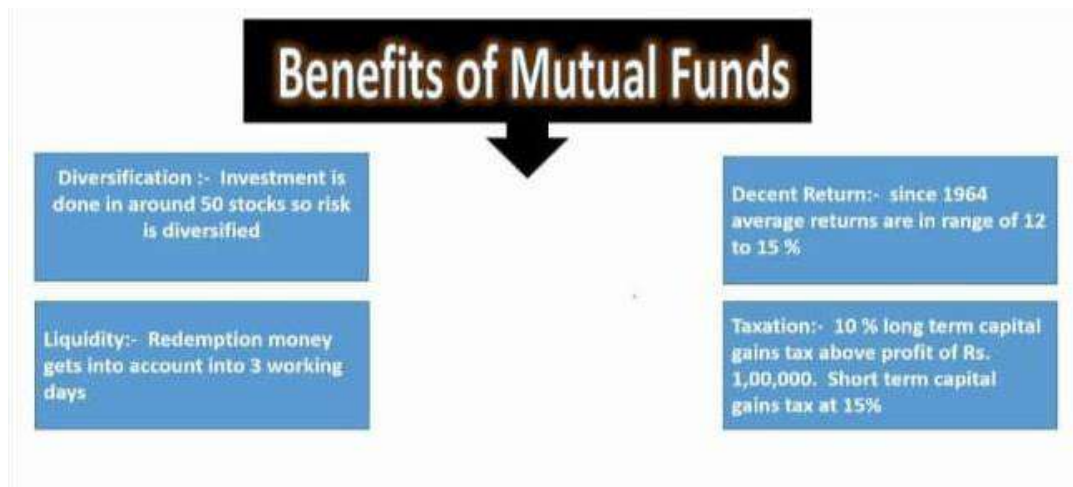 Benefits of Mutual Funds
Diversification :-  Investment is
done in around 50 stocks so risk
is diversified
Liquidity:-  Redemption money
gets into account into 3 working
days
Decent Return:-  since 1964
average returns are in range of 12
to 15 %
Taxation:-  10 % long term capital
gains tax above profit of Rs.
1,00,000.  Short term capital
gains tax at 15%